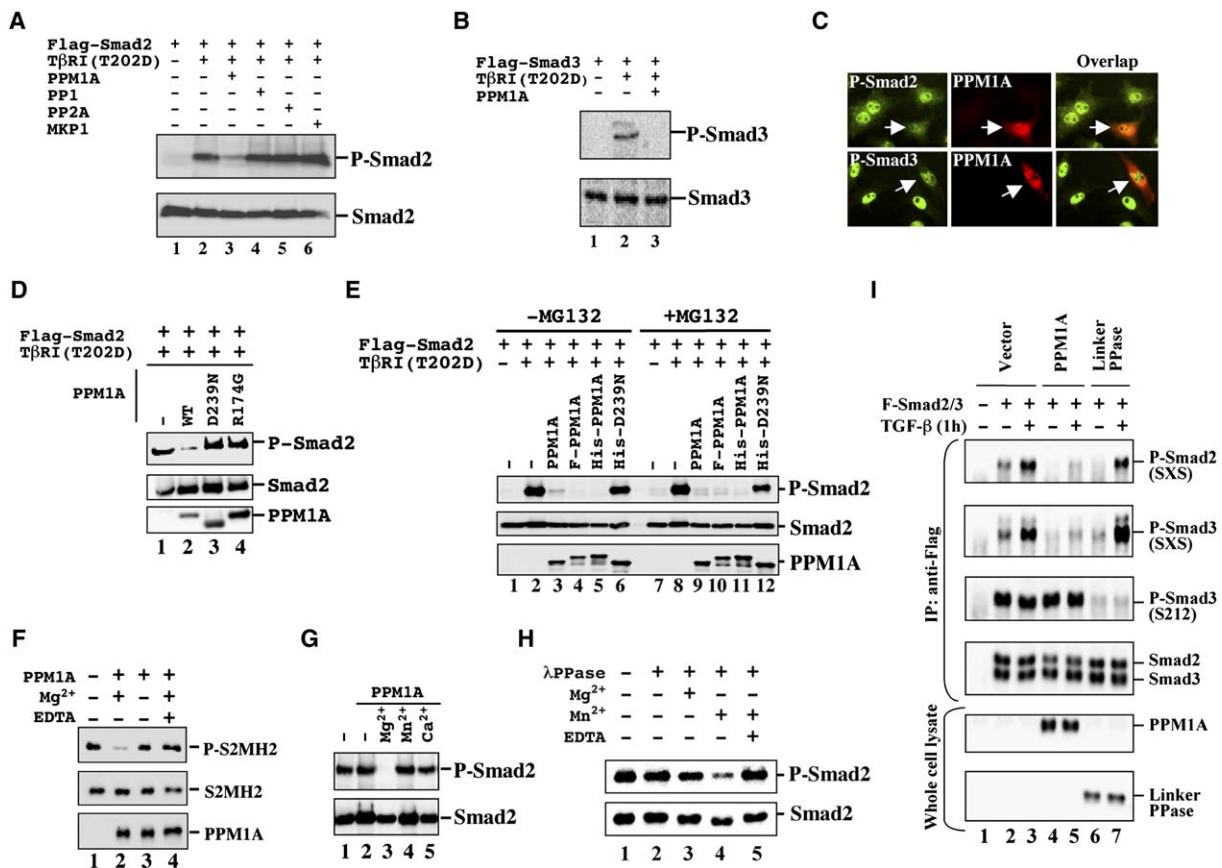 A
Flag-Smad2 + + + + + +
TβRI(T202D) - + + + + +
PPM1A - - + - - -
PP1 - - - + - -
PP2A - - - - + -
MKP1 - - - - - +
P-Smad2
Smad2
1 2 3 4 5 6
B
Flag-Smad3 + + +
TβRI(T202D) - + +
PPM1A - - +
P-Smad3
Smad3
1 2 3
C
Overlap
P-Smad2 PPM1A
P-Smad3 PPM1A
D
Flag-Smad2 + + + +
TβRI(T202D) + + + +
PPM1A - WT D239N R174G
P-Smad2
Smad2
PPM1A
1 2 3 4
E
-MG132 +MG132
Flag-Smad2 + + + + + + + + + + + +
TβRI(T202D) - + + + + + - + + + + +
- - PPM1A F-PPM1A His-PPM1A His-D239N - - PPM1A F-PPM1A His-PPM1A His-D239N
P-Smad2
Smad2
PPM1A
1 2 3 4 5 6 7 8 9 10 11 12
F
PPM1A - + + +
Mg2+ - + - +
EDTA - - - +
P-S2MH2
S2MH2
PPM1A
1 2 3 4
G
PPM1A
- - Mg2+ Mn2+ Ca2+
P-Smad2
Smad2
1 2 3 4 5
H
λPPase - + + + +
Mg2+ - - + - -
Mn2+ - - - + +
EDTA - - - - +
P-Smad2
Smad2
1 2 3 4 5
I
Vector PPM1A Linker PPase
F-Smad2/3 - + + + + + +
TGF-β (1h) - - + - + - +
IP: anti-Flag
P-Smad2
(SXS)
P-Smad3
(SXS)
P-Smad3
(S212)
Smad2
Smad3
Whole cell lysate
PPM1A
Linker
PPase
1 2 3 4 5 6 7